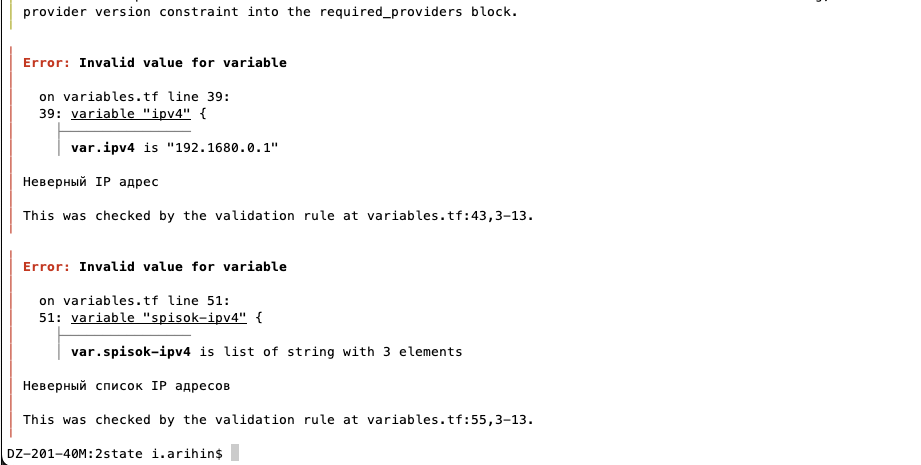 provider version constraint into the required_providers block.
Error: Invalid value for variable
on variables.tf line 39:
39: variable "ipv4" {
var.ipv4 is "192.1680.0.1"
Неверный IP адрес
This was checked by the validation rule at variables.tf:43,3-13.
Error: Invalid value for variable
on variables.tf line 51:
51: variable "spisok-ipv4" {
var.spisok-ipv4 is list of string with 3 elements
Неверный список IP адресов
This was checked by the validation rule at variables.tf:55,3-13.
DZ-201-40M:2state i.arihin$